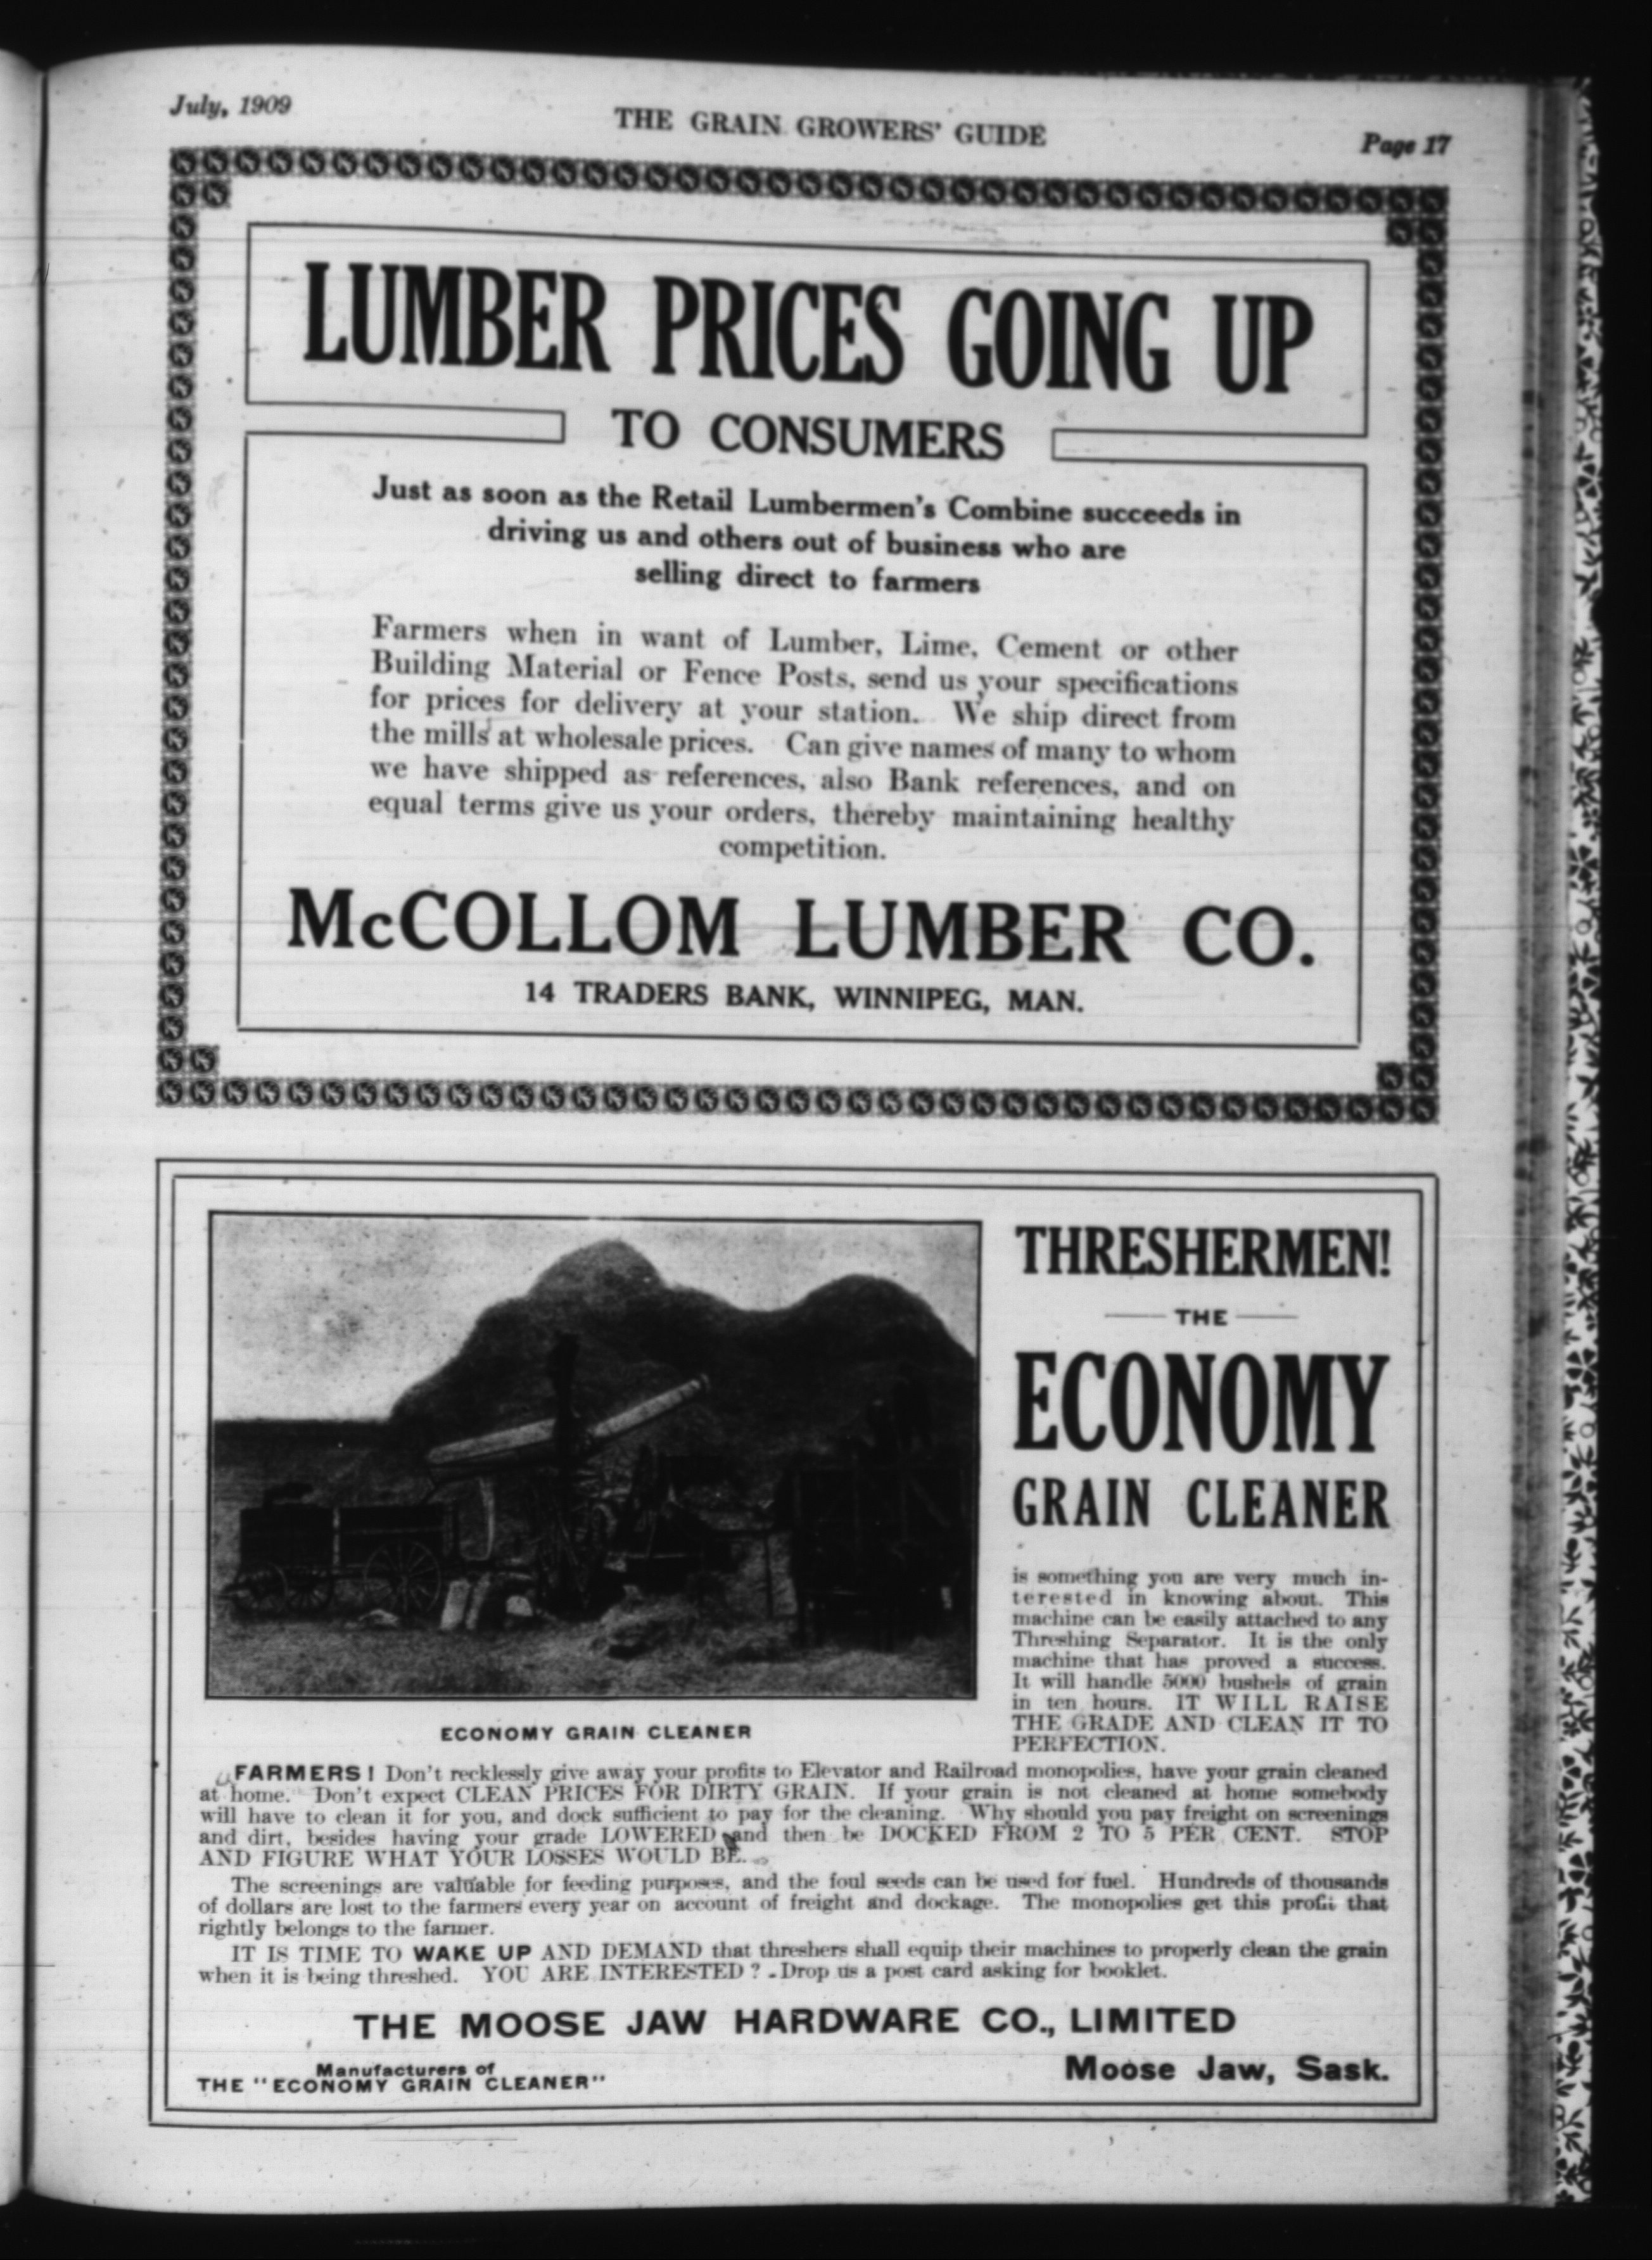 July, 1909
THE GRAIN GROWERS' GUIDE
Page 17
LUMBER PRICES GOING UP
TO CONSUMERS
Just as soon as the Retail Lumbermen's Combine succeeds in
driving us and others out of business who are
selling direct to farmers
Farmers when in want of Lumber, Lime, Cement or other
Building Material or Fence Posts, send us your specifications
for prices for delivery at your station. We ship direct from
the mills at wholesale prices. Can give names of many to whom
we have shipped as references, also Bank references, and on
equal terms give us your orders, thereby maintaining healthy
competition.
McCOLLOM LUMBER CO.
14 TRADERS BANK, WINNIPEG, MAN.
THRESHERMEN!
THE
ECONOMY
GRAIN CLEANER
is something you are very much in-
terested in knowing about. This
machine can be easily attached to any
Threshing Separator. It is the only
machine that has proved a success.
It will handle 5000 bushels of grain
in ten hours. IT WILL RAISE
THE GRADE AND CLEAN IT TO
PERFECTION.
ECONOMY GRAIN CLEANER
FARMERS! Don't recklessly give away your profits to Elevator and Railroad monopolies, have your grain cleaned
at home. Don't expect CLEAN PRICES FOR DIRTY GRAIN. If your grain is not cleaned at home somebody
will have to clean it for you, and dock sufficient to pay for the cleaning. Why should you pay freight on screenings
and dirt, besides having your grade LOWERED and then be DOCKED FROM 2 TO 5 PER CENT. STOP
AND FIGURE WHAT YOUR LOSSES WOULD BE.
The screenings are valuable for feeding purposes, and the foul seeds can be used for fuel. Hundreds of thousands
of dollars are lost to the farmers every year on account of freight and dockage. The monopolies get this profit that
rightly belongs to the farmer.
IT IS TIME TO WAKE UP AND DEMAND that threshers shall equip their machines to properly clean the grain
when it is being threshed. YOU ARE INTERESTED? Drop us a post card asking for booklet.
THE MOOSE JAW HARDWARE CO., LIMITED
Manufacturers of
THE "ECONOMY GRAIN CLEANER"
Moose Jaw, Sask.